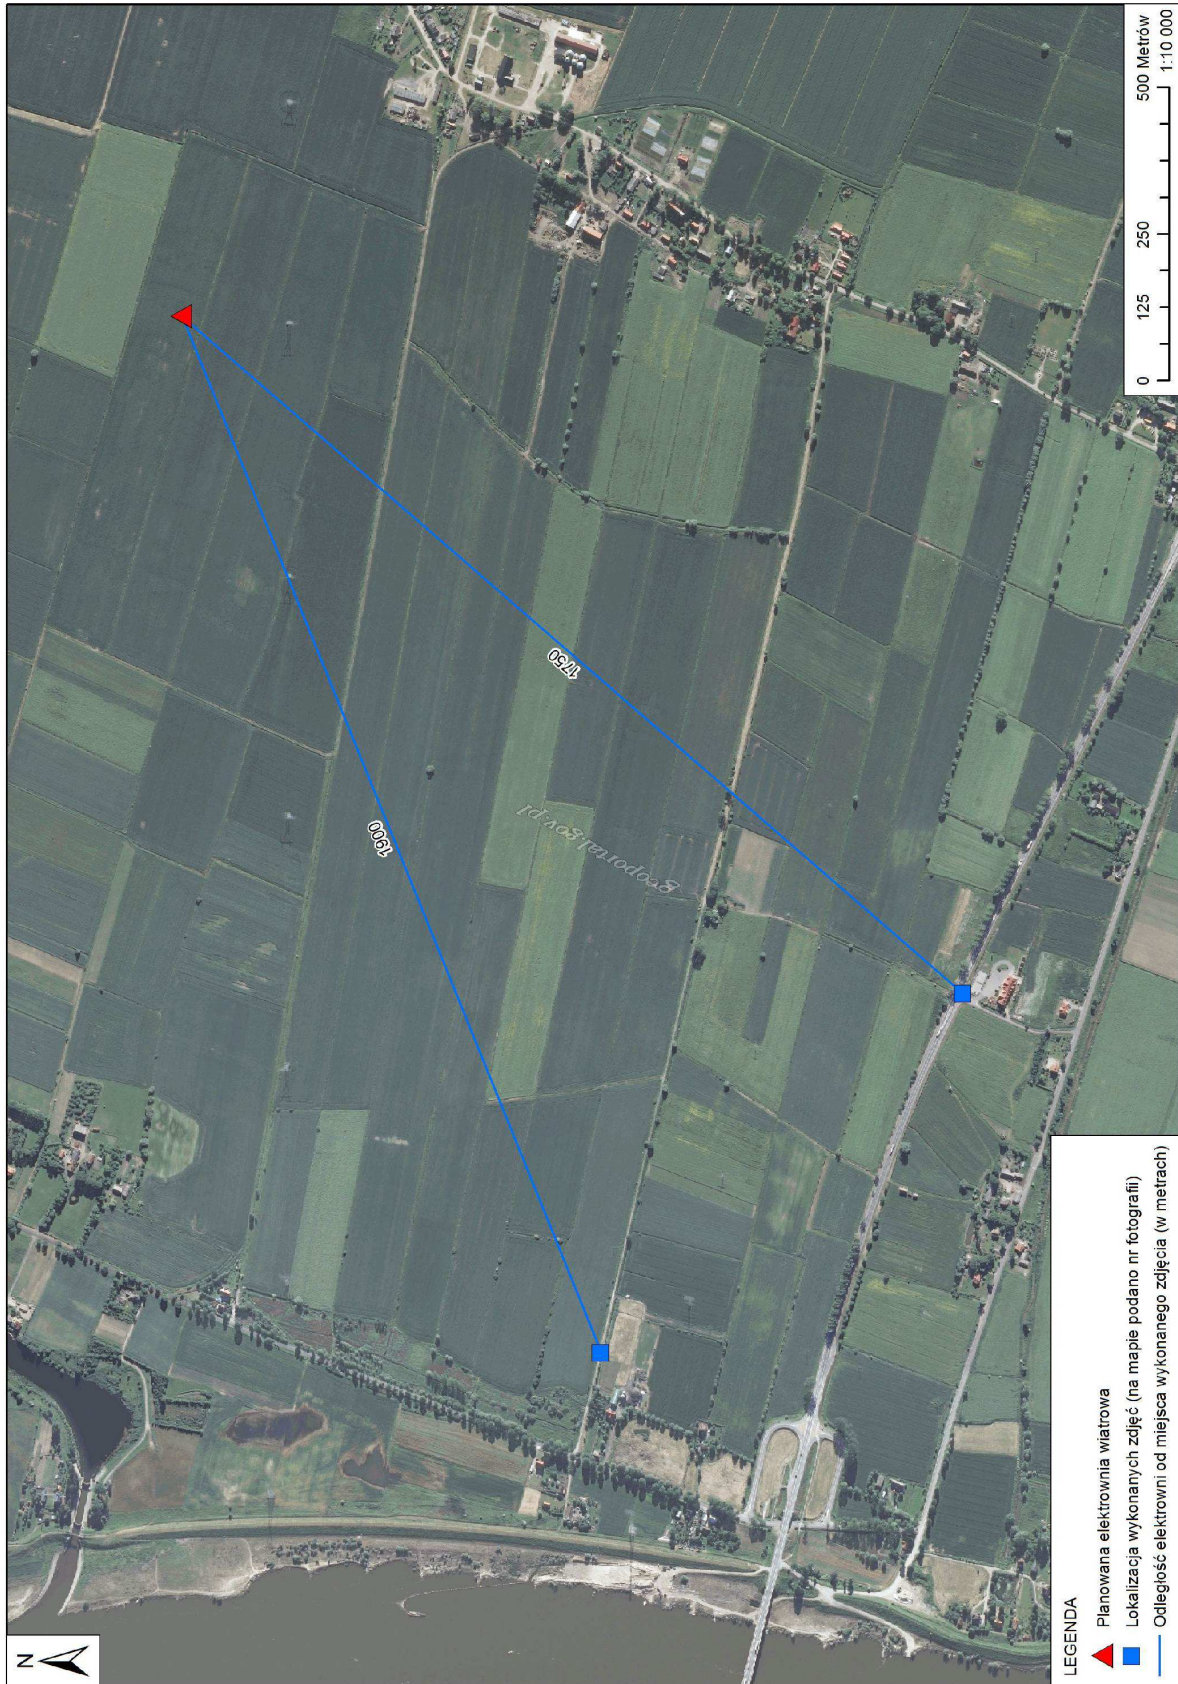 N
1900
1750
geoportal.gov.pl
LEGENDA
Planowana elektrownia wiatrowa
Lokalizacja wykonanych zdjęć (na mapie podano nr fotografii)
Odległość elektrowni od miejsca wykonanego zdjęcia (w metrach)
0 125 250 500 Metrów
1:10 000